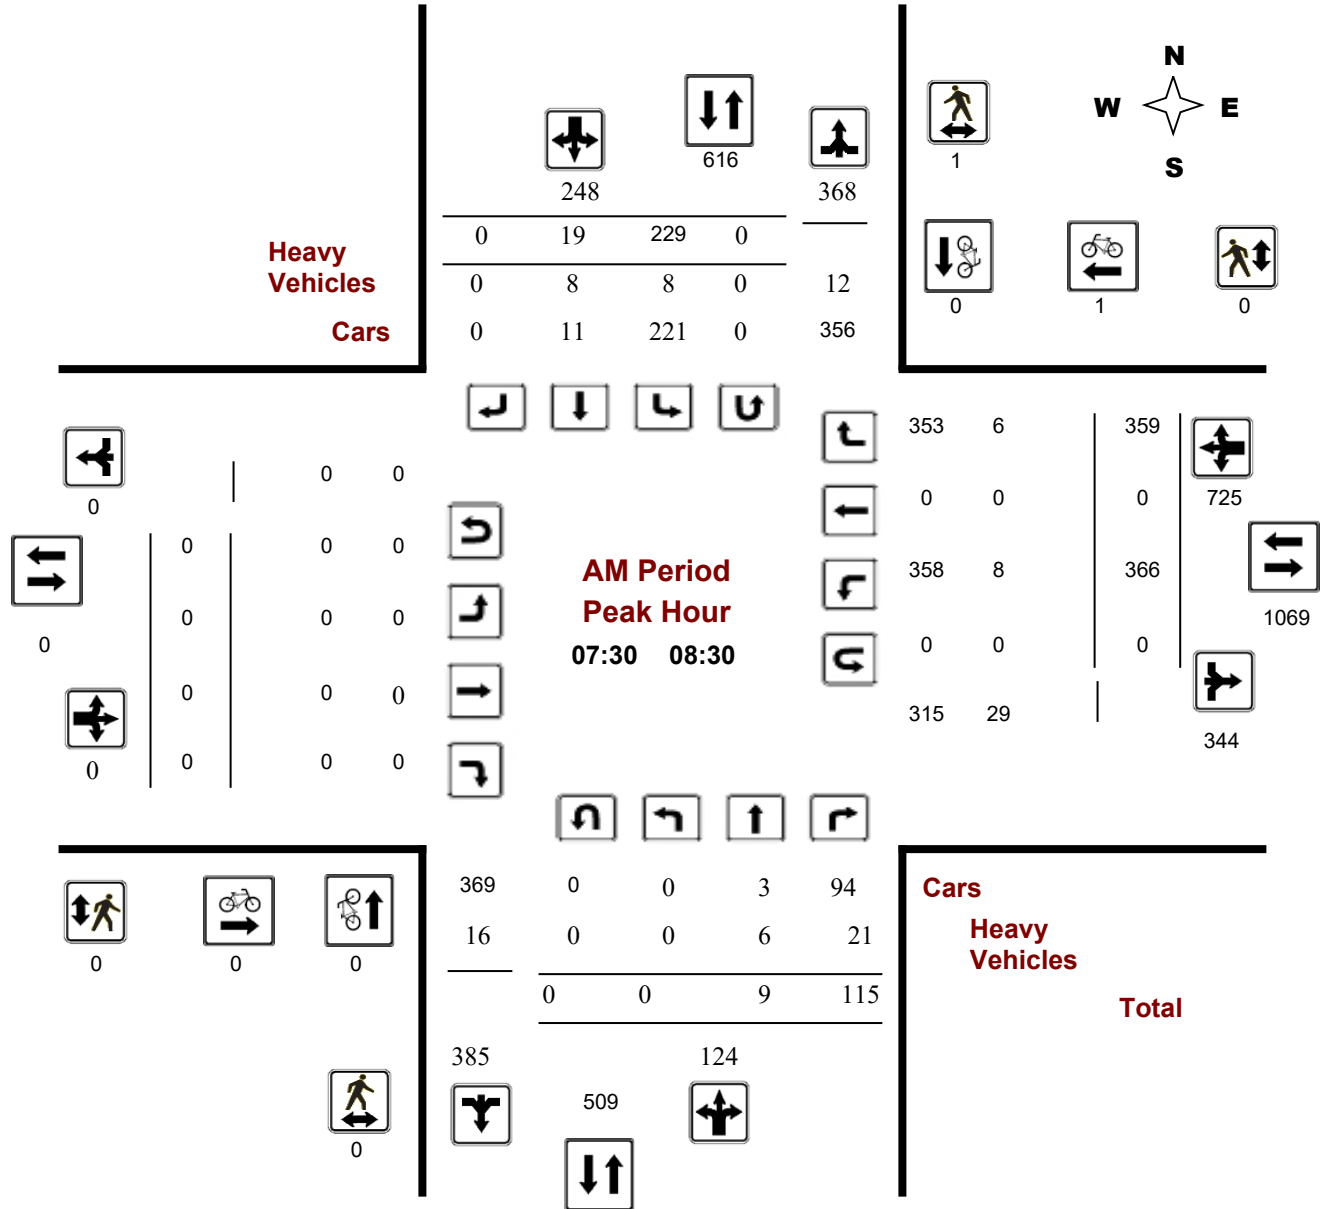 N
W E
S
616
1
248 368
0 19 229 0
Heavy
Vehicles
0 8 8 0 12
0 1 0
Cars
0 11 221 0 356
353 6 359
0 0
0
0 0 0 725
0 0 0
AM Period
358 8 366
Peak Hour
0 0 0
1069
07:30 08:30
0 0 0 0
0 0 0
315 29
344
0 0 0 0
369 0 0 3 94
Cars
16 0 0 6 21
Heavy
Vehicles
0 0 0
0 0 9 115
Total
385 124
509
0